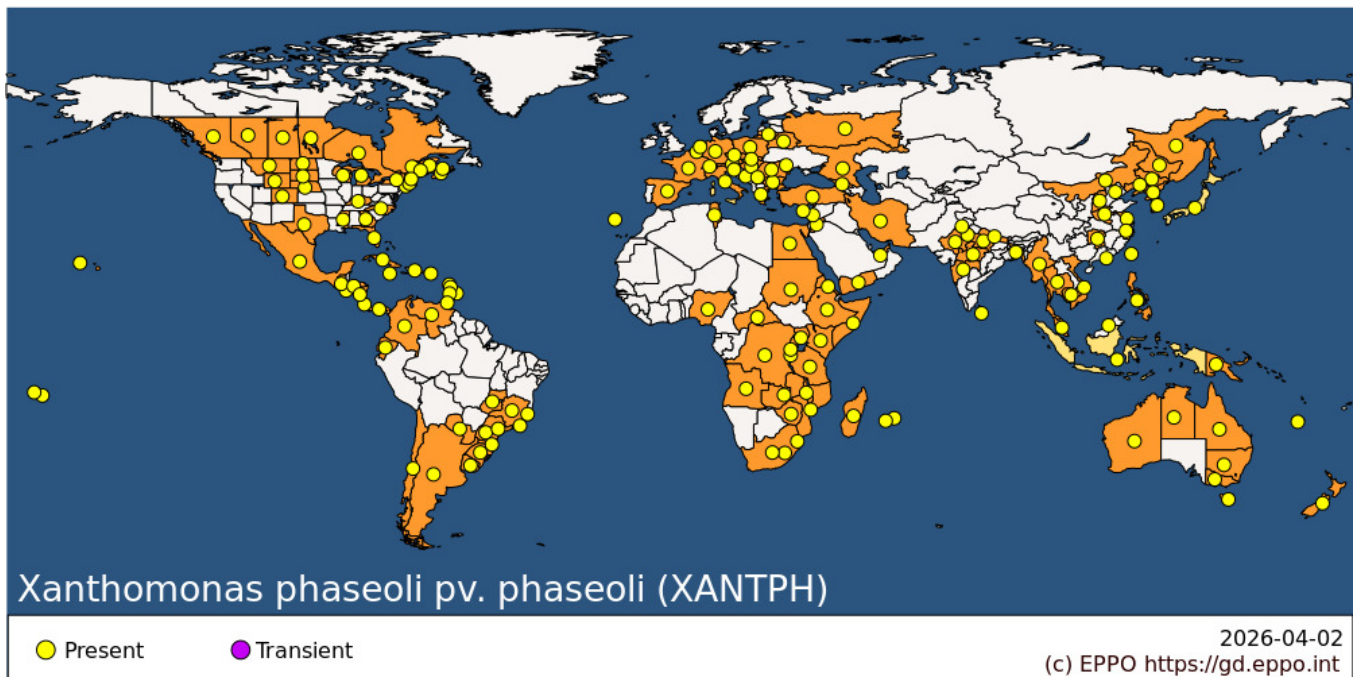 Xanthomonas phaseoli pv. phaseoli (XANTPH)
Present
Transient
2026-04-02
(c) EPPO https://gd.eppo.int